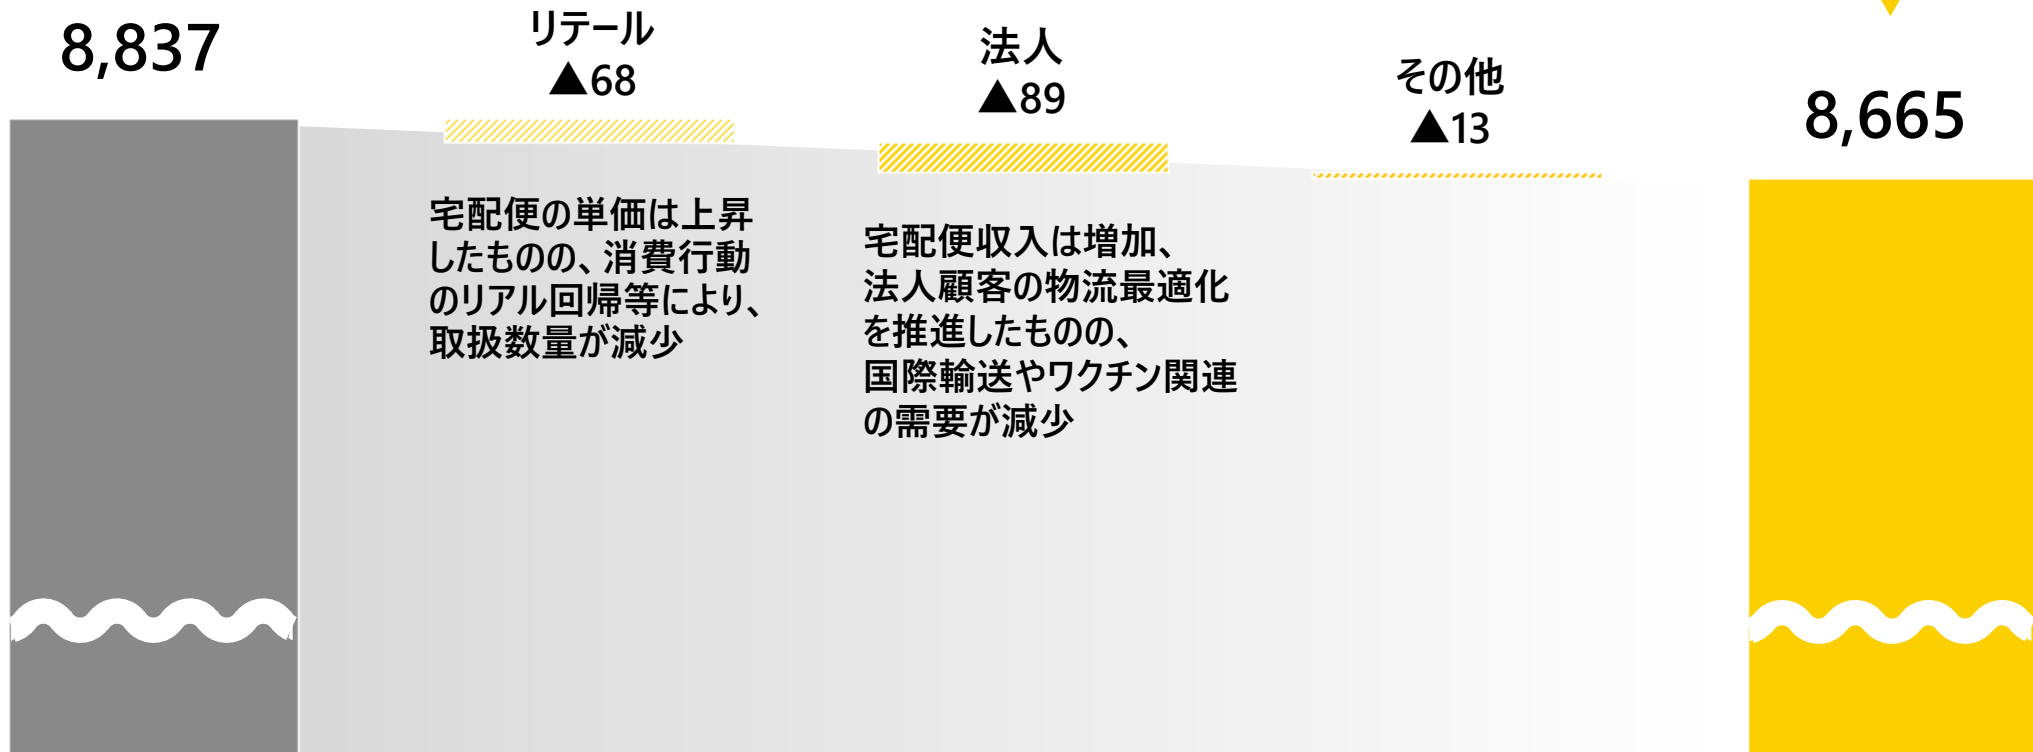 8,837
リテール
▲68
法人
▲89
その他
▲13
8,665
宅配便の単価は上昇
したものの、消費行動
のリアル回帰等により、
取扱数量が減少
宅配便収入は増加、
法人顧客の物流最適化
を推進したものの、
国際輸送やワクチン関連
の需要が減少